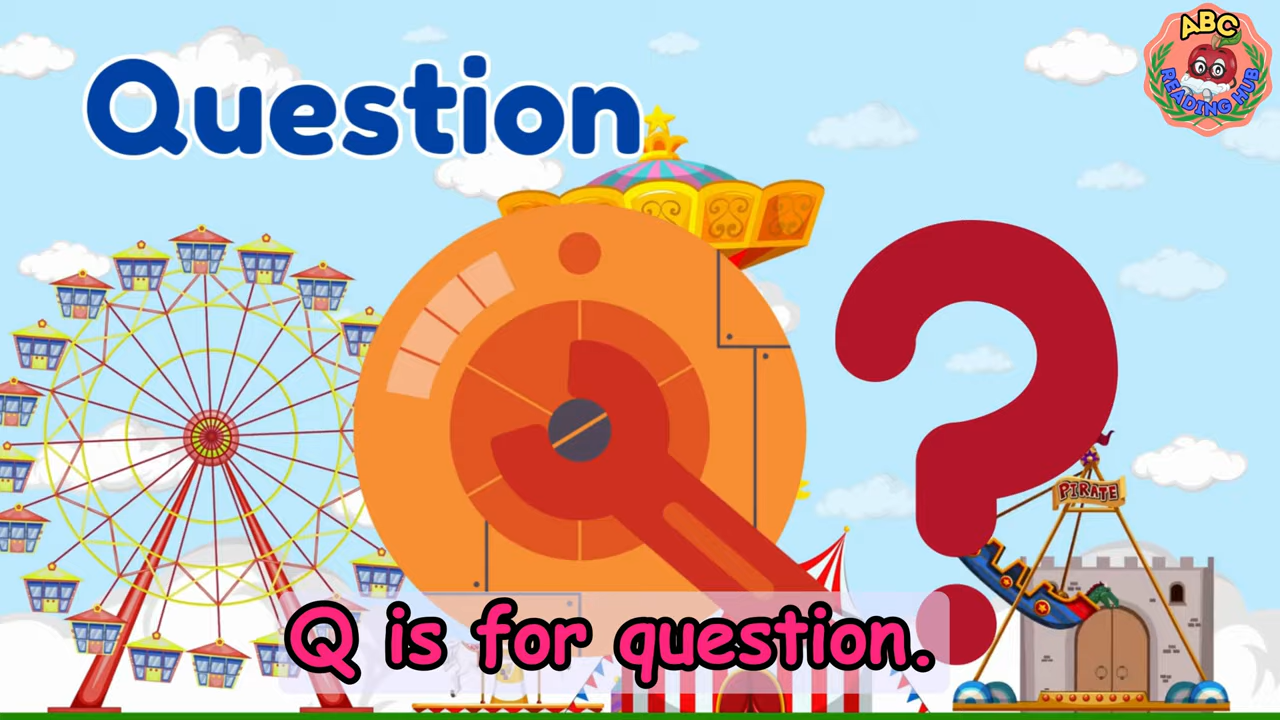 Question
ABC
READING HUB
PIRATE
Q is for question.